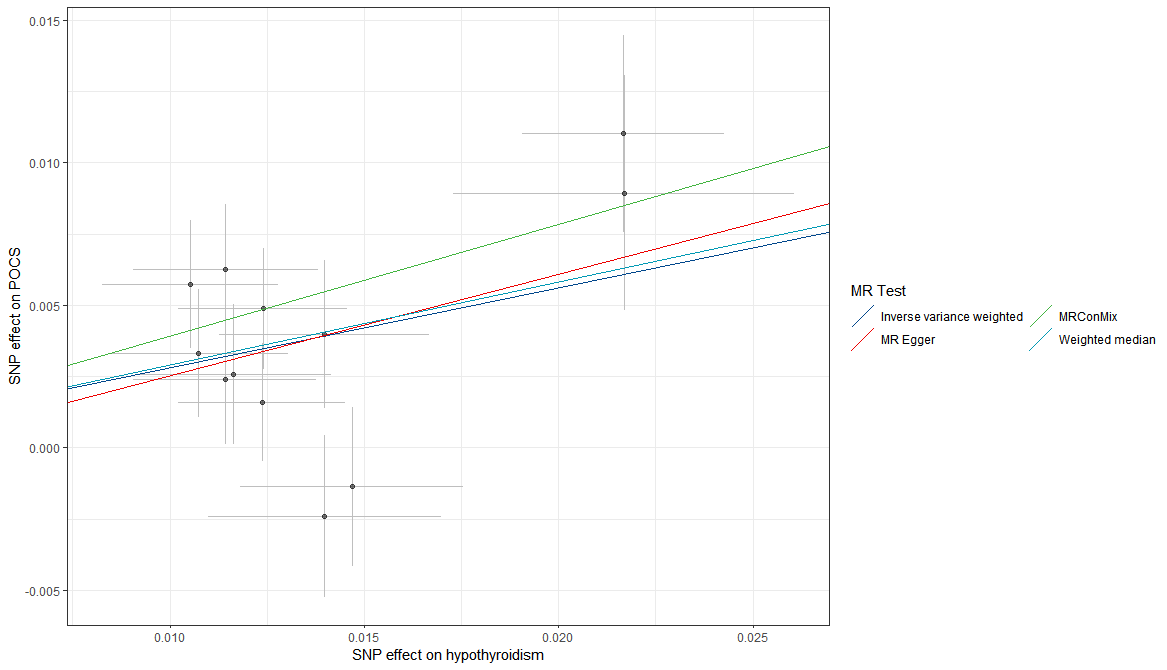 0.015
0.010
0.005
0.000
-0.005
SNP effect on POCS
0.010 0.015 0.020 0.025
SNP effect on hypothyroidism
MR Test
Inverse variance weighted MRConMix
MR Egger Weighted median